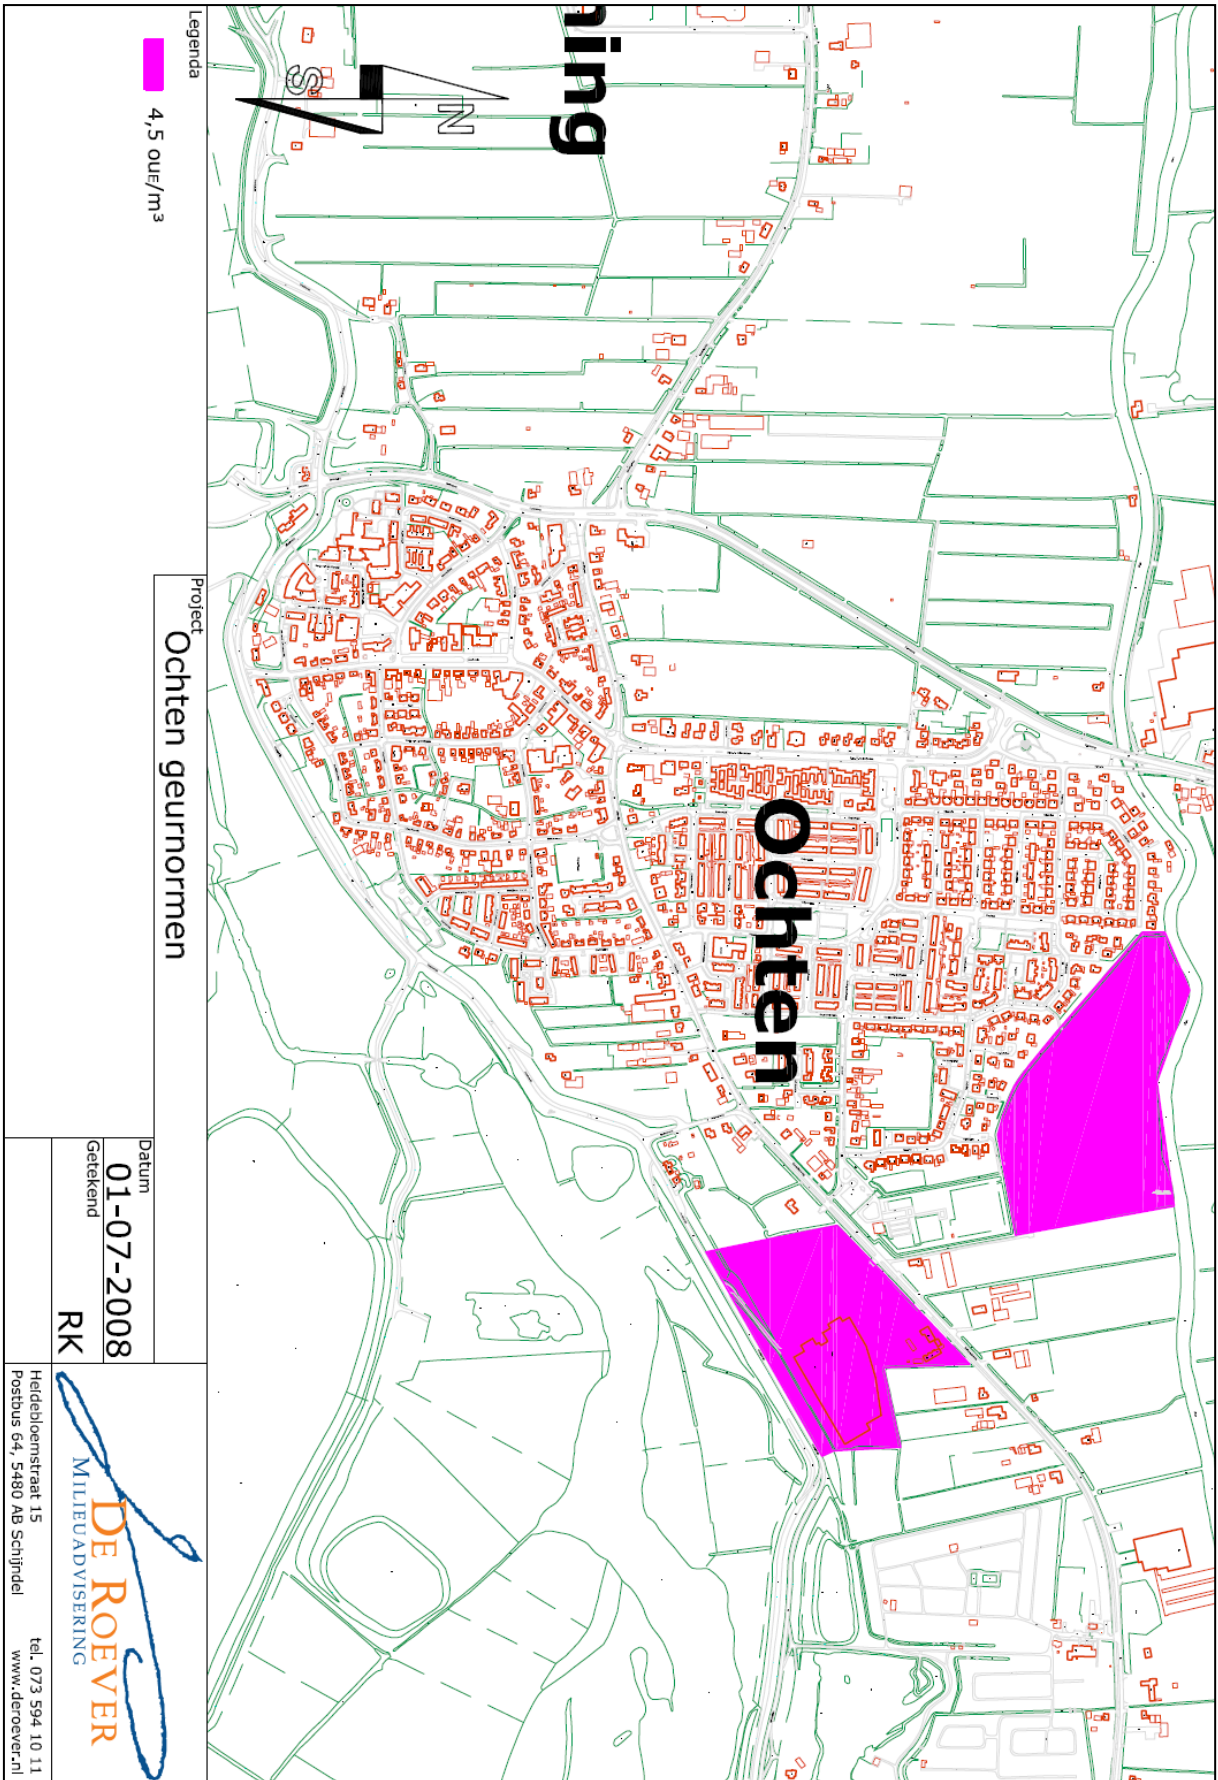 ning
Ochten
N
S
Legenda
4,5 ouE/m³
Project
Ochten geurnormen
Datum
01-07-2008
Getekend
RK
DE ROEVER
MILIEUADVISERING
Heidebloemstraat 15 tel. 073 594 10 11
Postbus 64, 5480 AB Schijndel www.deroever.nl